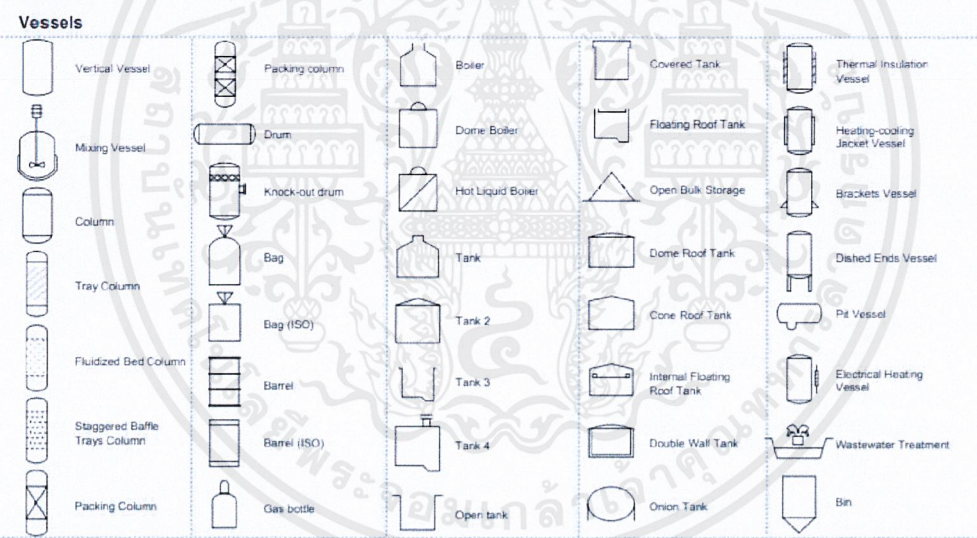 Vessels
Vertical Vessel
Mixing Vessel
Column
Tray Column
Fluidized Bed Column
Staggered Baffle
Trays Column
Packing Column
Packing column
Drum
Knock-out drum
Bag
Bag (ISO)
Barrel
Barrel (ISO)
Gas bottle
Boiler
Dome Boiler
Hot Liquid Boiler
Tank
Tank 2
Tank 3
Tank 4
Open tank
Covered Tank
Floating Roof Tank
Open Bulk Storage
Dome Roof Tank
Cone Roof Tank
Internal Floating
Roof Tank
Double Wall Tank
Onion Tank
Thermal Insulation
Vessel
Heating-cooling
Jacket Vessel
Brackets Vessel
Dished Ends Vessel
Pit Vessel
Electrical Heating
Vessel
Wastewater Treatment
Bin